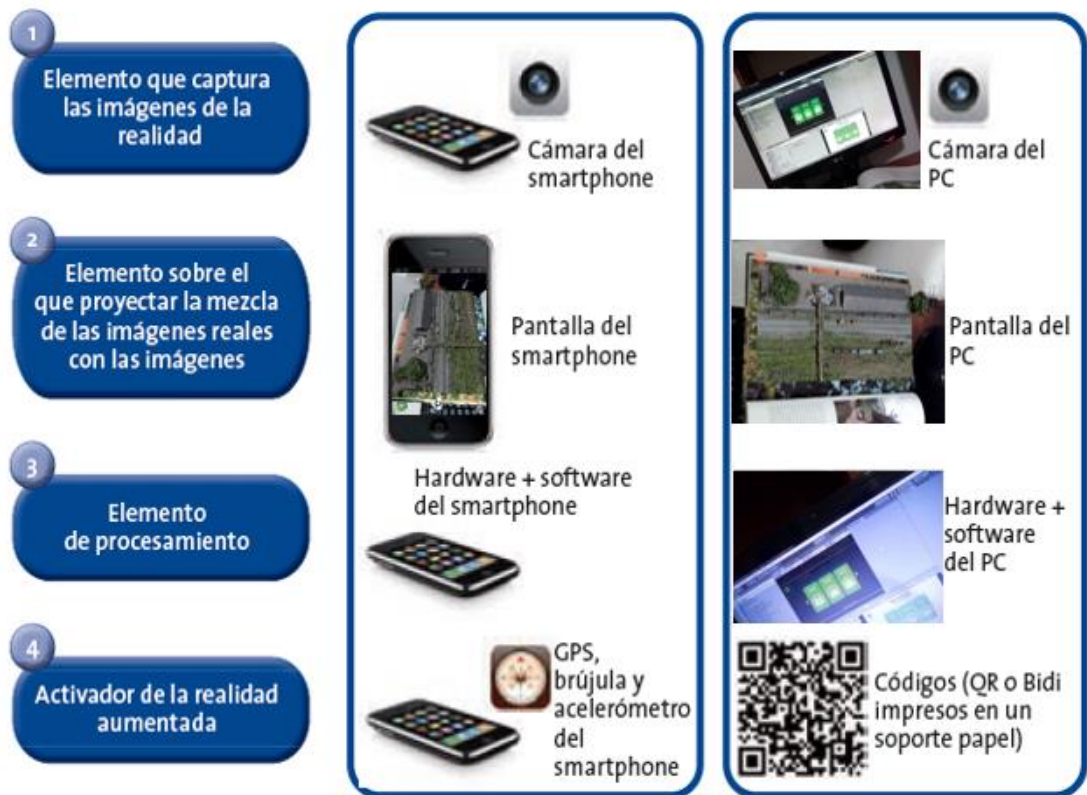 1
Elemento que captura
las imágenes de la
realidad
Cámara del
smartphone
Cámara del
PC
2
Elemento sobre el
que proyectar la mezcla
de las imágenes reales
con las imágenes
Pantalla del
smartphone
Pantalla del
PC
3
Elemento
de procesamiento
Hardware + software
del smartphone
Hardware +
software
del PC
4
Activador de la realidad
aumentada
GPS,
brújula y
acelerómetro
del
smartphone
Códigos (QR o Bidi
impresos en un
soporte papel)